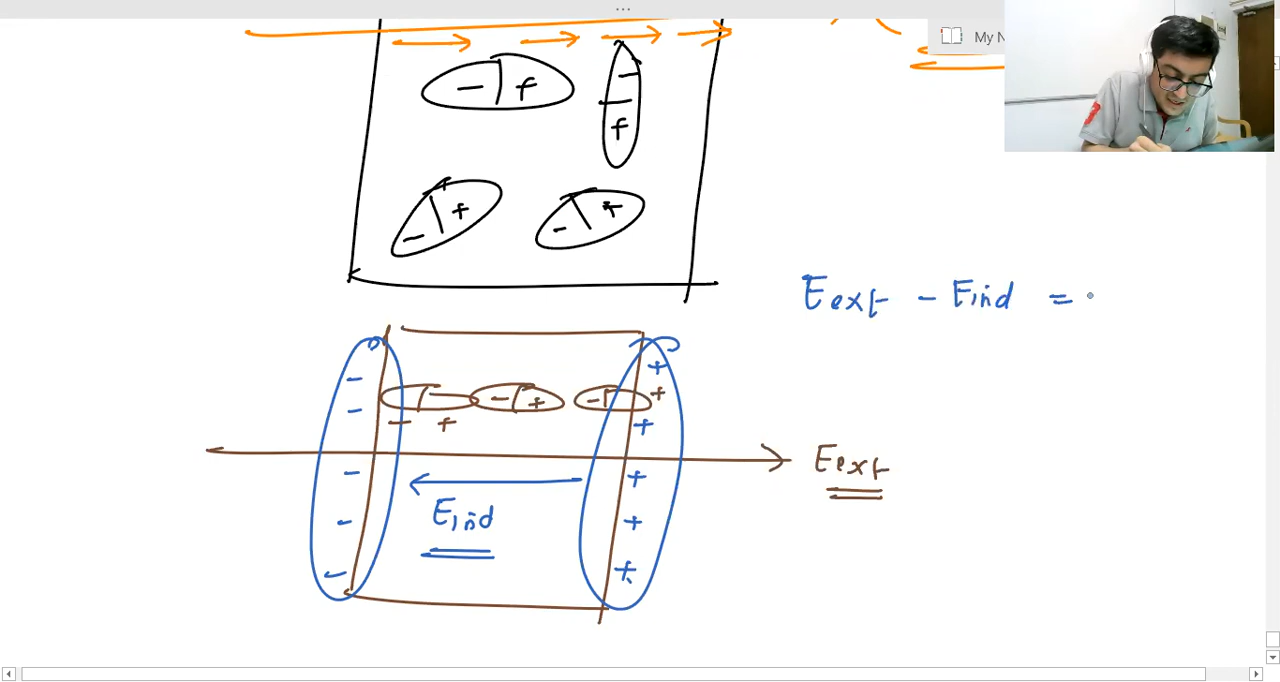 My N
- f
-
f
- +
- +
Eext - Eind =
- - + - + - + +
- +
Eext
- +
Eind
- +
- +